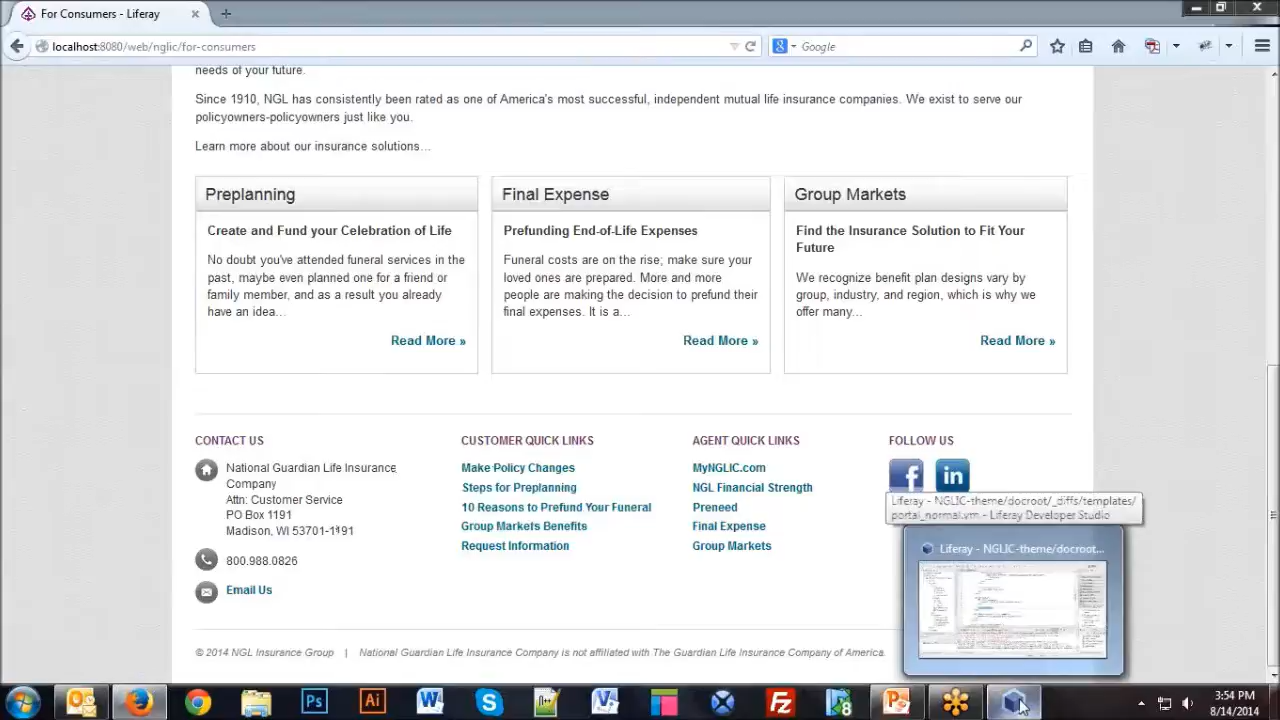 For Consumers - Liferay
localhost:8080/web/nglic/for-consumers
Google
needs of your future.
Since 1910, NGL has consistently been rated as one of America's most successful, independent mutual life insurance companies. We exist to serve our
policyowners-policyowners just like you.
Learn more about our insurance solutions...
Preplanning
Create and Fund your Celebration of Life
No doubt you've attended funeral services in the
past, maybe even planned one for a friend or
family member, and as a result you already
have an idea...
Read More »
Final Expense
Prefunding End-of-Life Expenses
Funeral costs are on the rise; make sure your
loved ones are prepared. More and more
people are making the decision to prefund their
final expenses. It is a...
Read More »
Group Markets
Find the Insurance Solution to Fit Your
Future
We recognize benefit plan designs vary by
group, industry, and region, which is why we
offer many...
Read More »
CONTACT US
National Guardian Life Insurance
Company
Attn: Customer Service
PO Box 1191
Madison, WI 53701-1191
800.988.0826
Email Us
CUSTOMER QUICK LINKS
Make Policy Changes
Steps for Preplanning
10 Reasons to Prefund Your Funeral
Group Markets Benefits
Request Information
AGENT QUICK LINKS
MyNGLIC.com
NGL Financial Strength
Preneed
Final Expense
Group Markets
FOLLOW US
f in
Liferay - NGLIC-theme/docroot/_diffs/templates/
portal_normal.vm - Liferay Developer Studio
Liferay - NGLIC-theme/docroot...
© 2014 NGL Insurance Group | National Guardian Life Insurance Company is not affiliated with The Guardian Life Insurance Company of America.
3:54 PM
8/14/2014